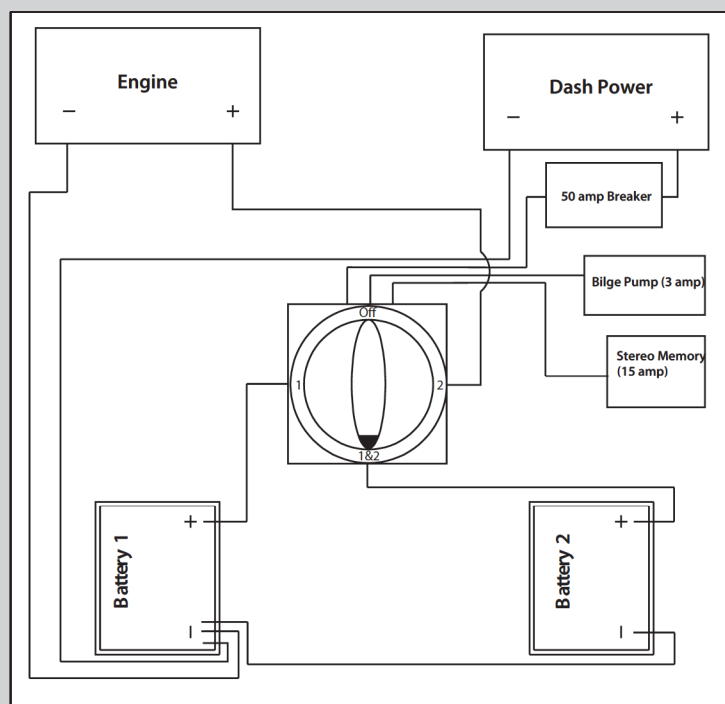 Engine
− +
Dash Power
− +
50 amp Breaker
Bilge Pump (3 amp)
Stereo Memory
(15 amp)
Off
1
2
1&2
Battery 1
+
−
Battery 2
+
−